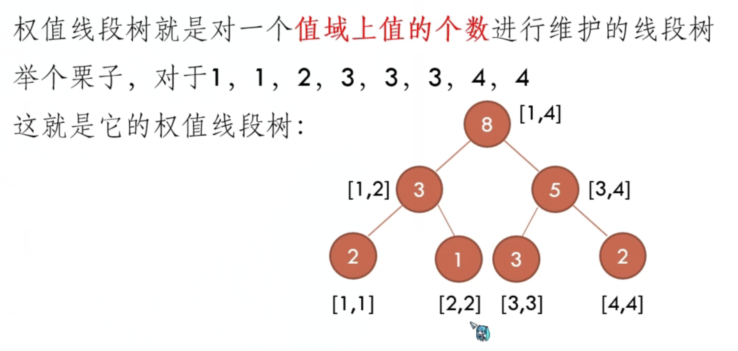 权值线段树就是对一个值域上值的个数进行维护的线段树
举个栗子，对于1，1，2，3，3，3，4，4
这就是它的权值线段树：
8 [1,4]
[1,2] 3 5 [3,4]
2 1 3 2
[1,1] [2,2] [3,3] [4,4]